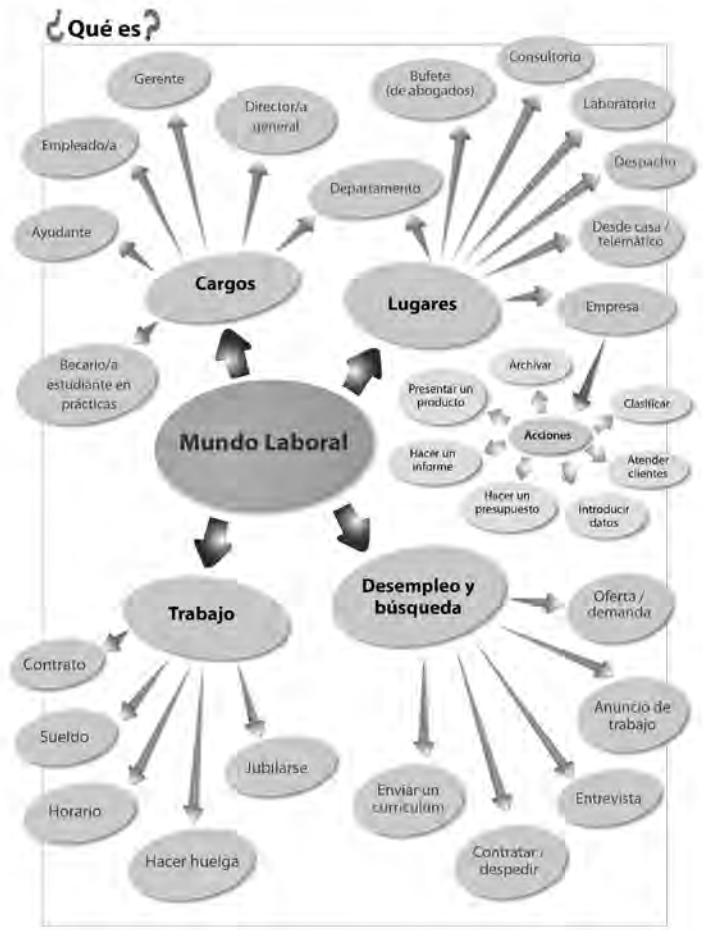 ¿Qué es?
Gerente
Director/a
general
Empleado/a
Ayudante
Becario/a
estudiante en
prácticas
Departamento
Cargos
Bufete
(de abogados)
Consultorio
Laboratorio
Despacho
Desde casa /
telemático
Empresa
Lugares
Archivar
Presentar un
producto
Clasificar
Acciones
Hacer un
informe
Atender
clientes
Hacer un
presupuesto
Introducir
datos
Mundo Laboral
Trabajo
Contrato
Sueldo
Horario
Hacer huelga
Jubilarse
Desempleo y
búsqueda
Oferta /
demanda
Anuncio de
trabajo
Entrevista
Contratar /
despedir
Enviar un
curriculum